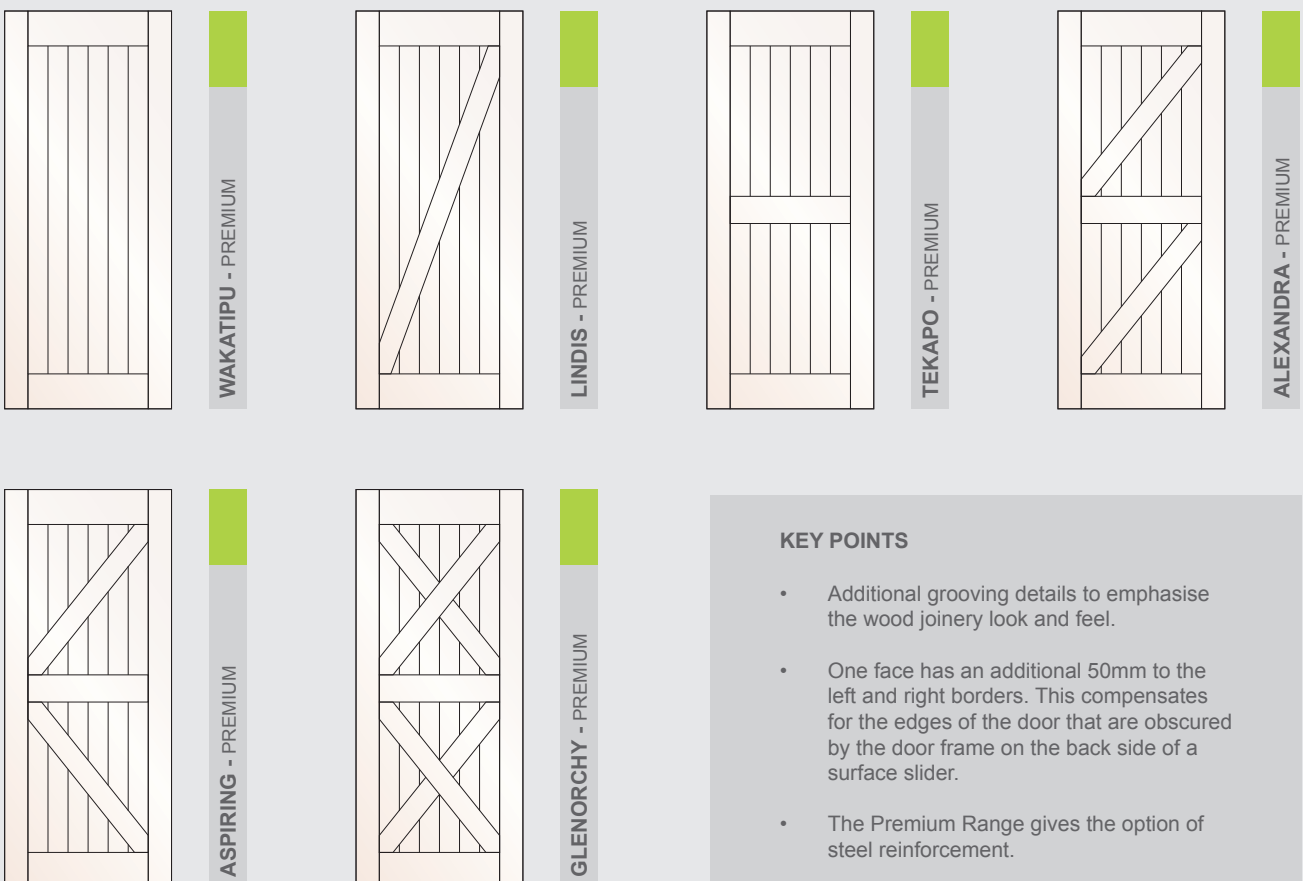 WAKATIPU - PREMIUM
LINDIS - PREMIUM
TEKAPO - PREMIUM
ALEXANDRA - PREMIUM
ASPIRING - PREMIUM
GLENORCHY - PREMIUM
KEY POINTS
• Additional grooving details to emphasise
the wood joinery look and feel.
• One face has an additional 50mm to the
left and right borders. This compensates
for the edges of the door that are obscured
by the door frame on the back side of a
surface slider.
• The Premium Range gives the option of
steel reinforcement.